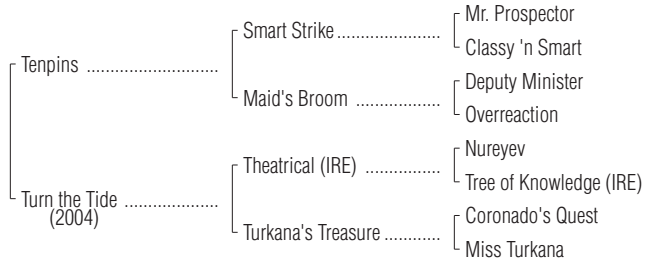 Mr. Prospector
Smart Strike ....................
Classy 'n Smart
Tenpins .........................
Deputy Minister
Maid's Broom ................
Overreaction
Nureyev
Theatrical (IRE) ..............
Tree of Knowledge (IRE)
Turn the Tide ..................
(2004)
Coronado's Quest
Turkana's Treasure ...........
Miss Turkana